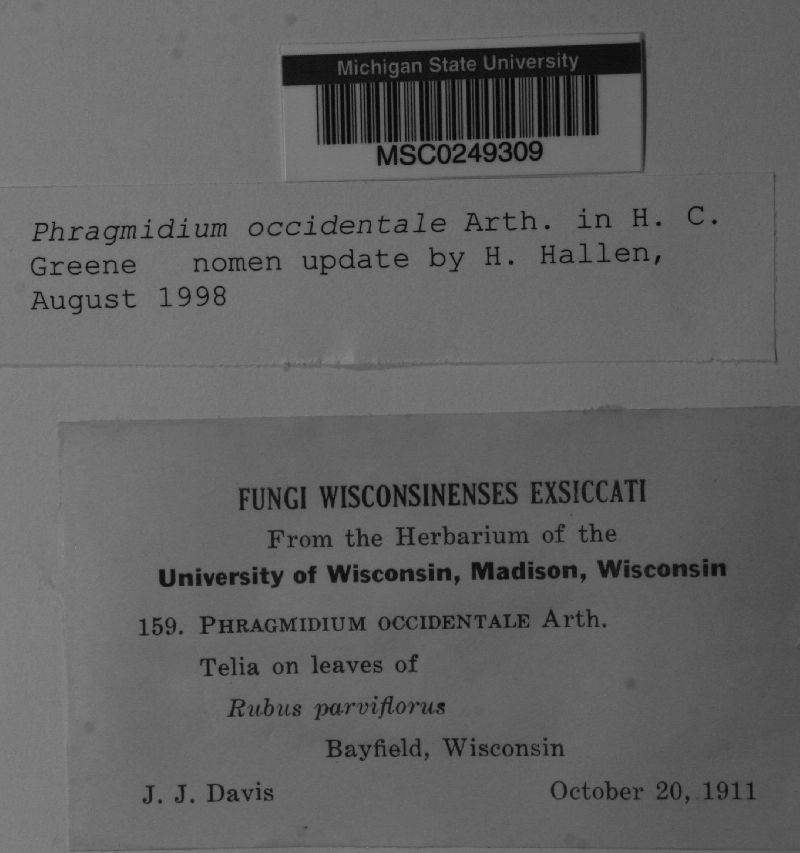 Michigan State University
MSC0249309
Phragmidium occidentale Arth. in H. C.
Greene nomen update by H. Hallen,
August 1998
FUNGI WISCONSINENSES EXSICCATI
From the Herbarium of the
University of Wisconsin, Madison, Wisconsin
159. PHRAGMIDIUM OCCIDENTALE Arth.
Telia on leaves of
Rubus parviflorus
Bayfield, Wisconsin
J. J. Davis October 20, 1911